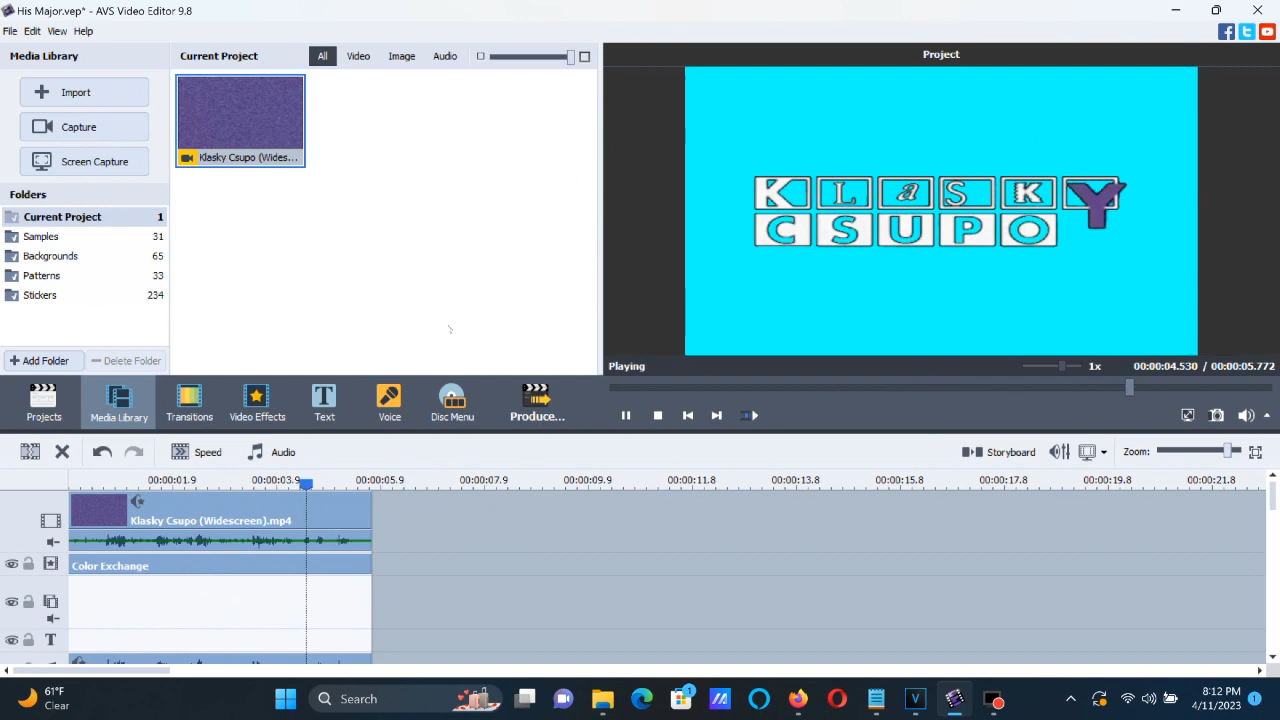 His Major.vep* - AVS Video Editor 9.8
File Edit View Help
Media Library
Current Project
All Video Image Audio
Project
Import
Capture
Screen Capture
Klasky Csupo (Wides...
Folders
Current Project 1
Samples 31
Backgrounds 65
Patterns 33
Stickers 234
Add Folder
Delete Folder
KLaSKY
CSUPO
Playing
1x
00:00:04.530 / 00:00:05.772
Projects
Media Library
Transitions
Video Effects
Text
Voice
Disc Menu
Produce...
Speed
Audio
Storyboard
Zoom:
00:00:01.9
00:00:03.9
00:00:05.9
00:00:07.9
00:00:09.9
00:00:11.8
00:00:13.8
00:00:15.8
00:00:17.8
00:00:19.8
00:00:21.8
Klasky Csupo (Widescreen).mp4
Color Exchange
T
61°F
Clear
Search
1
V
8:12 PM
4/11/2023
1